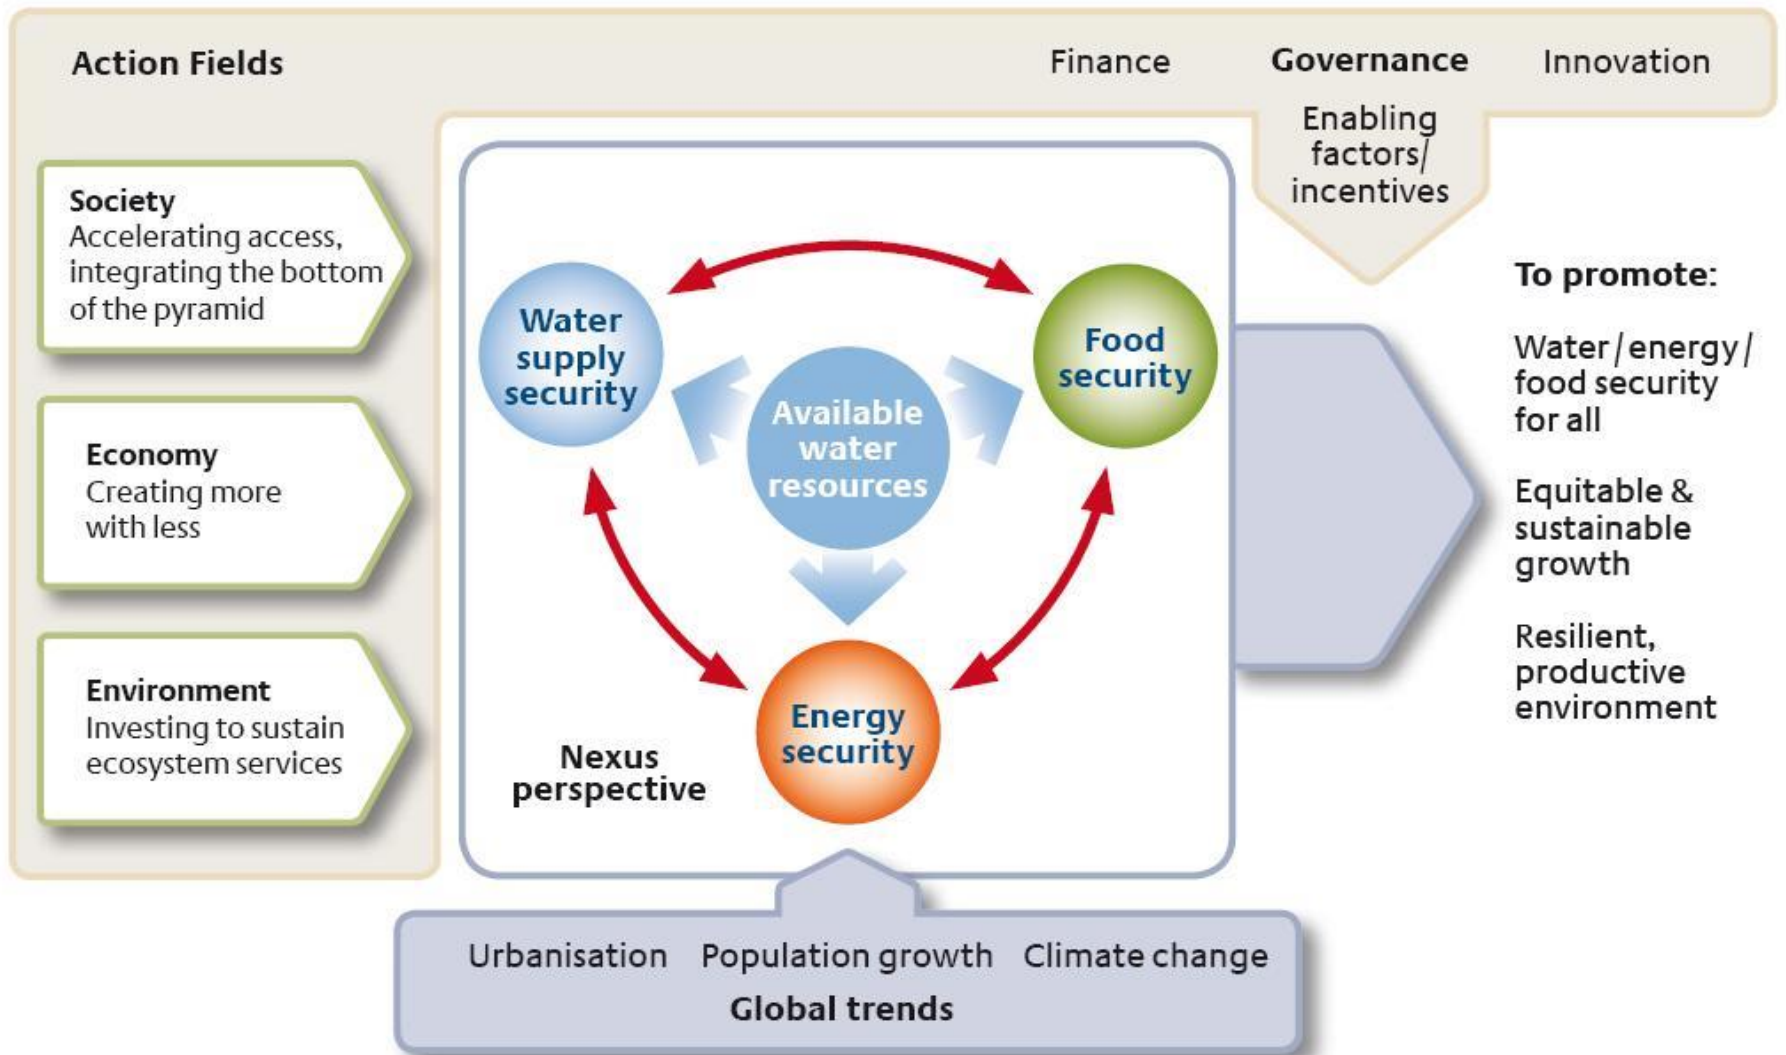 Action Fields
Finance
Governance
Innovation
Enabling
factors/
incentives
Society
Accelerating access,
integrating the bottom
of the pyramid
Economy
Creating more
with less
Environment
Investing to sustain
ecosystem services
Water
supply
security
Food
security
Available
water
resources
Energy
security
Nexus
perspective
To promote:
Water / energy /
food security
for all
Equitable &
sustainable
growth
Resilient,
productive
environment
Urbanisation
Population growth
Climate change
Global trends